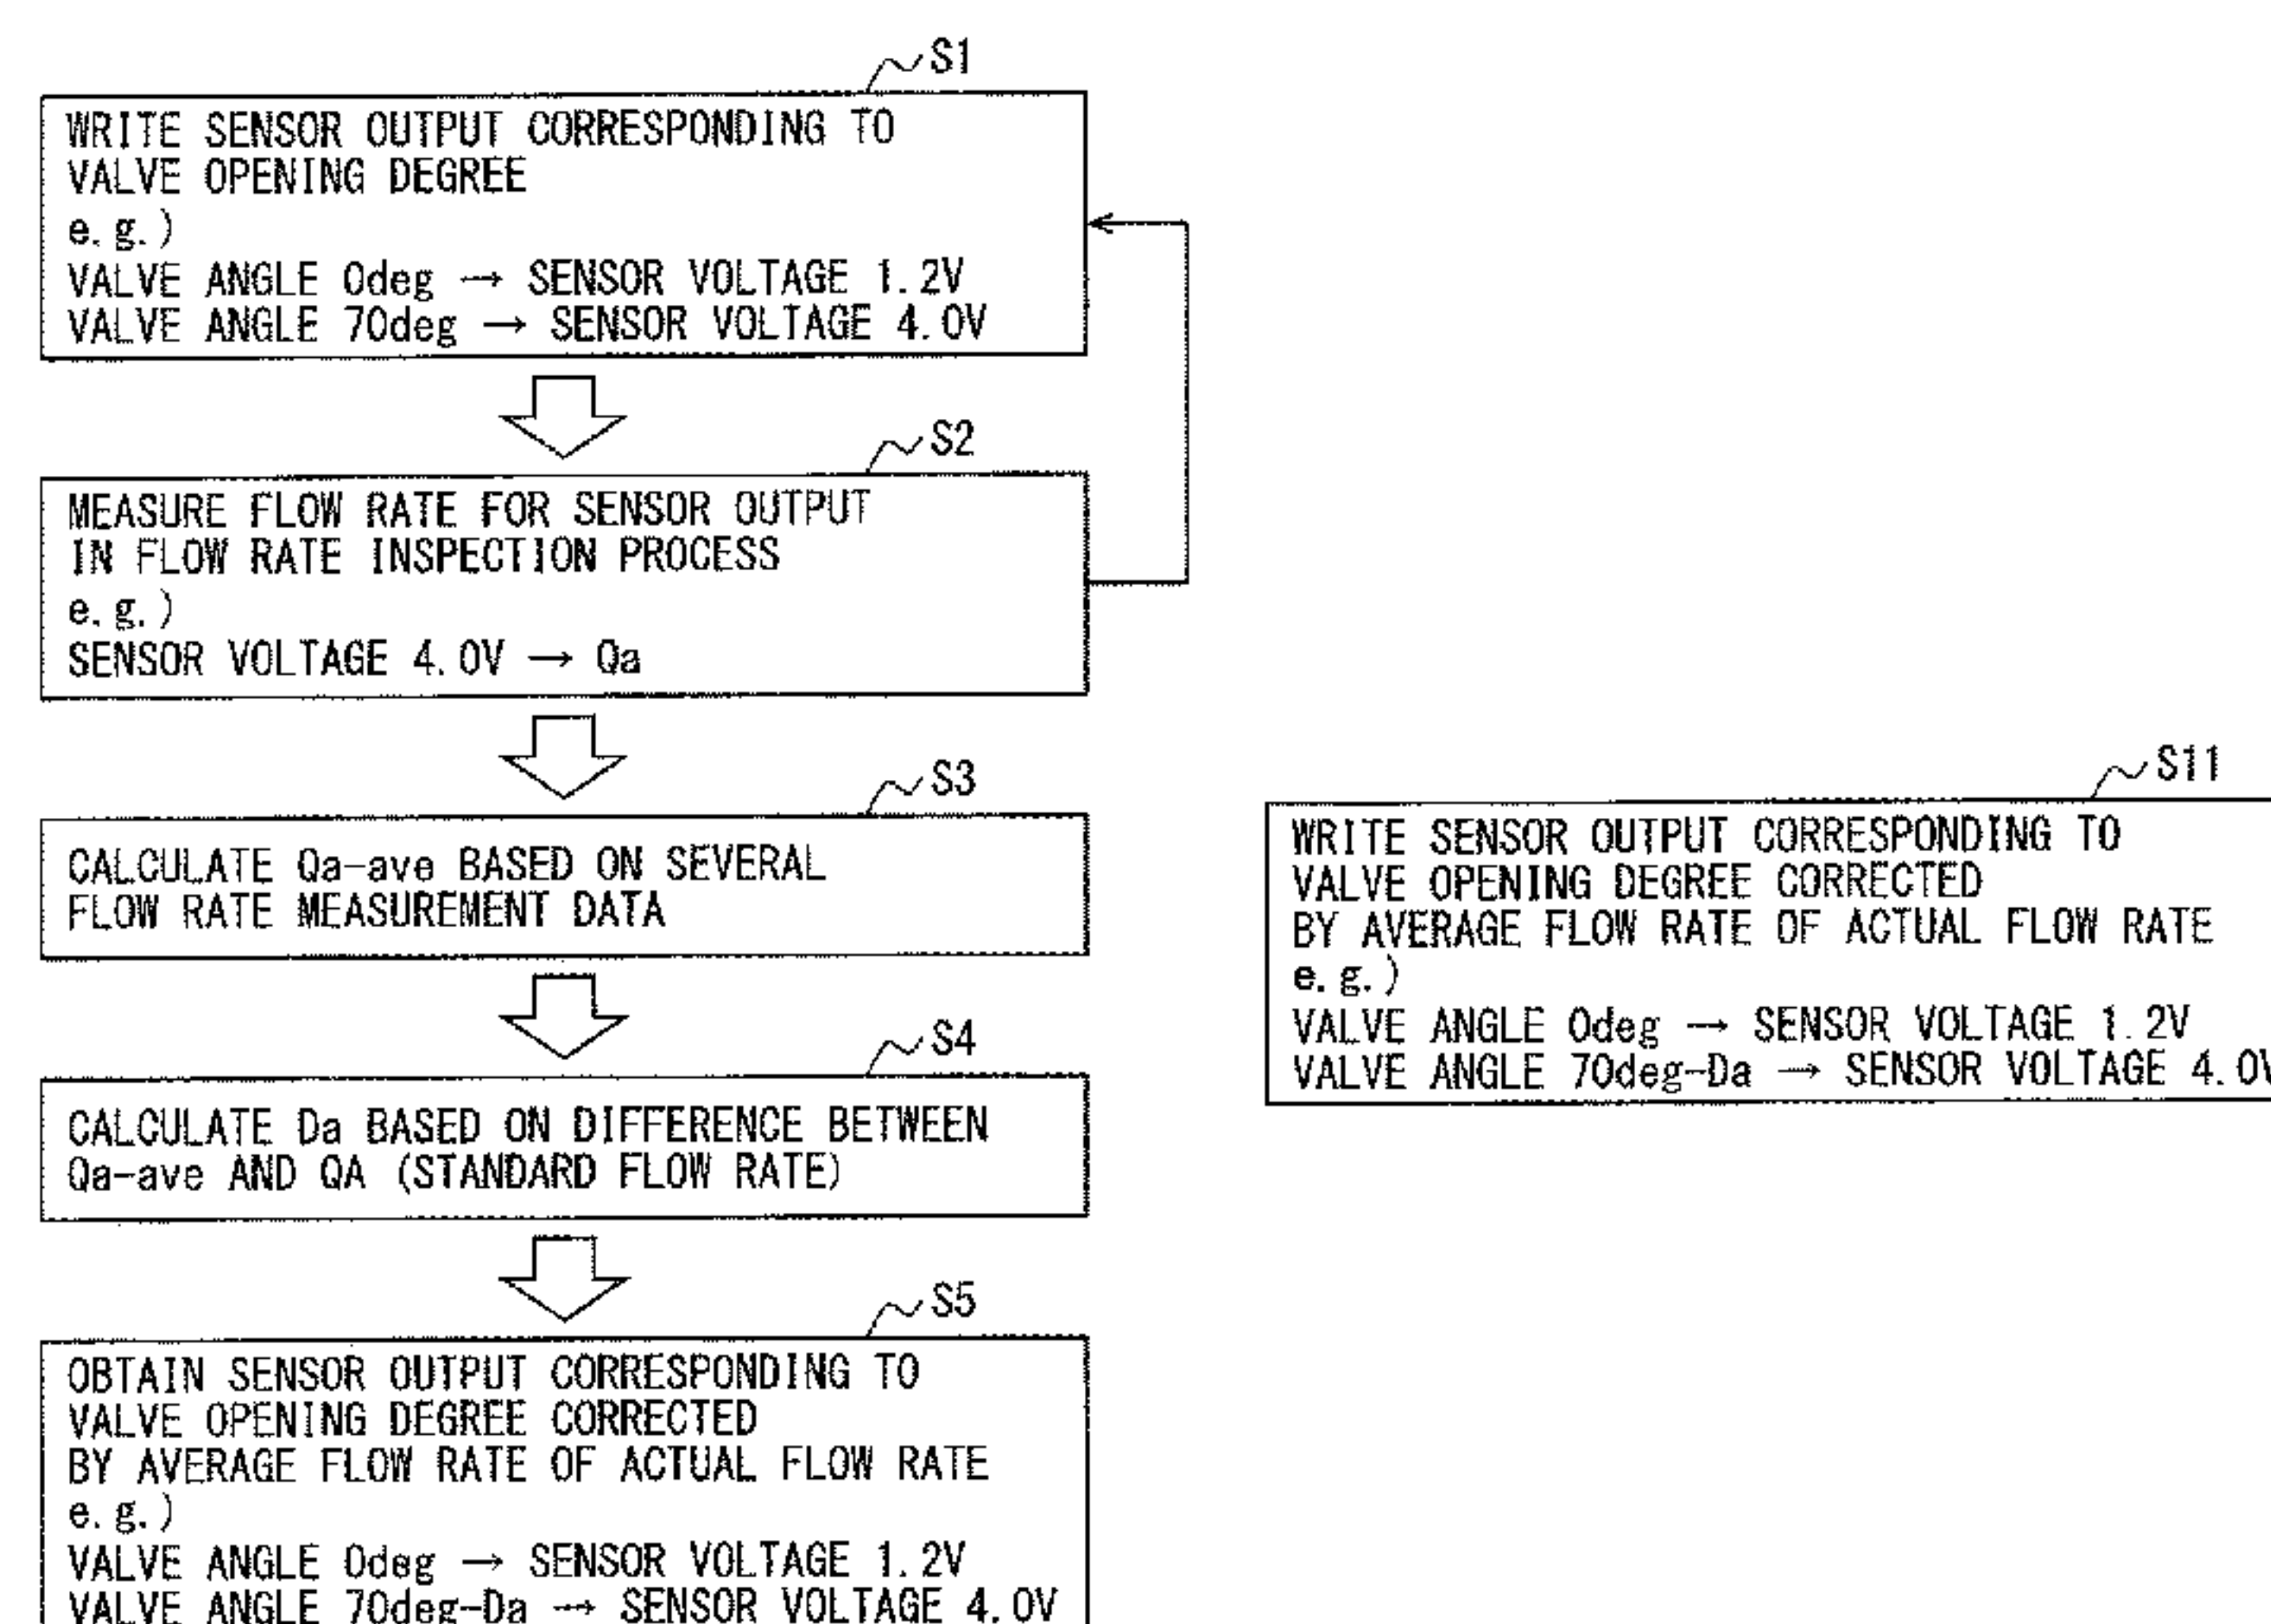 S1
WRITE SENSOR OUTPUT CORRESPONDING TO
VALVE OPENING DEGREE
e.g.)
VALVE ANGLE 0deg → SENSOR VOLTAGE 1.2V
VALVE ANGLE 70deg → SENSOR VOLTAGE 4.0V
S2
MEASURE FLOW RATE FOR SENSOR OUTPUT
IN FLOW RATE INSPECTION PROCESS
e.g.)
SENSOR VOLTAGE 4.0V → Qa
S3
CALCULATE Qa-ave BASED ON SEVERAL
FLOW RATE MEASUREMENT DATA
S4
CALCULATE Da BASED ON DIFFERENCE BETWEEN
Qa-ave AND QA (STANDARD FLOW RATE)
S5
OBTAIN SENSOR OUTPUT CORRESPONDING TO
VALVE OPENING DEGREE CORRECTED
BY AVERAGE FLOW RATE OF ACTUAL FLOW RATE
e.g.)
VALVE ANGLE 0deg → SENSOR VOLTAGE 1.2V
VALVE ANGLE 70deg-Da → SENSOR VOLTAGE 4.0V
S11
WRITE SENSOR OUTPUT CORRESPONDING TO
VALVE OPENING DEGREE CORRECTED
BY AVERAGE FLOW RATE OF ACTUAL FLOW RATE
e.g.)
VALVE ANGLE 0deg → SENSOR VOLTAGE 1.2V
VALVE ANGLE 70deg-Da → SENSOR VOLTAGE 4.0V